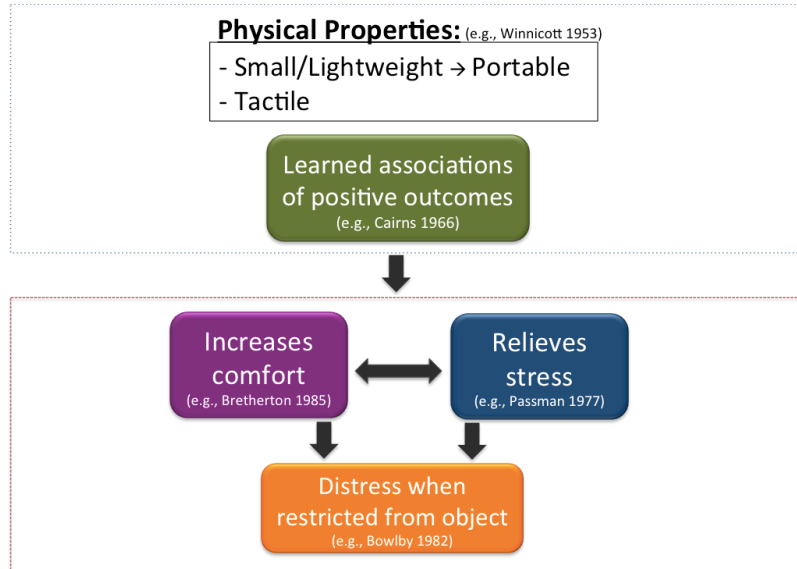 Physical Properties: (e.g., Winnicott 1953)
- Small/Lightweight → Portable
- Tactile
Learned associations
of positive outcomes
(e.g., Cairns 1966)
Increases
comfort
(e.g., Bretherton 1985)
Relieves
stress
(e.g., Passman 1977)
Distress when
restricted from object
(e.g., Bowlby 1982)